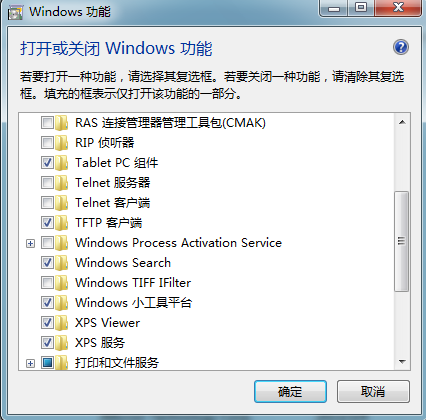 Windows 功能
打开或关闭 Windows 功能
若要打开一种功能，请选择其复选框。若要关闭一种功能，请清除其复选
框。填充的框表示仅打开该功能的一部分。
RAS 连接管理器管理工具包(CMAK)
RIP 侦听器
Tablet PC 组件
Telnet 服务器
Telnet 客户端
TFTP 客户端
Windows Process Activation Service
Windows Search
Windows TIFF IFilter
Windows 小工具平台
XPS Viewer
XPS 服务
打印和文件服务
确定
取消